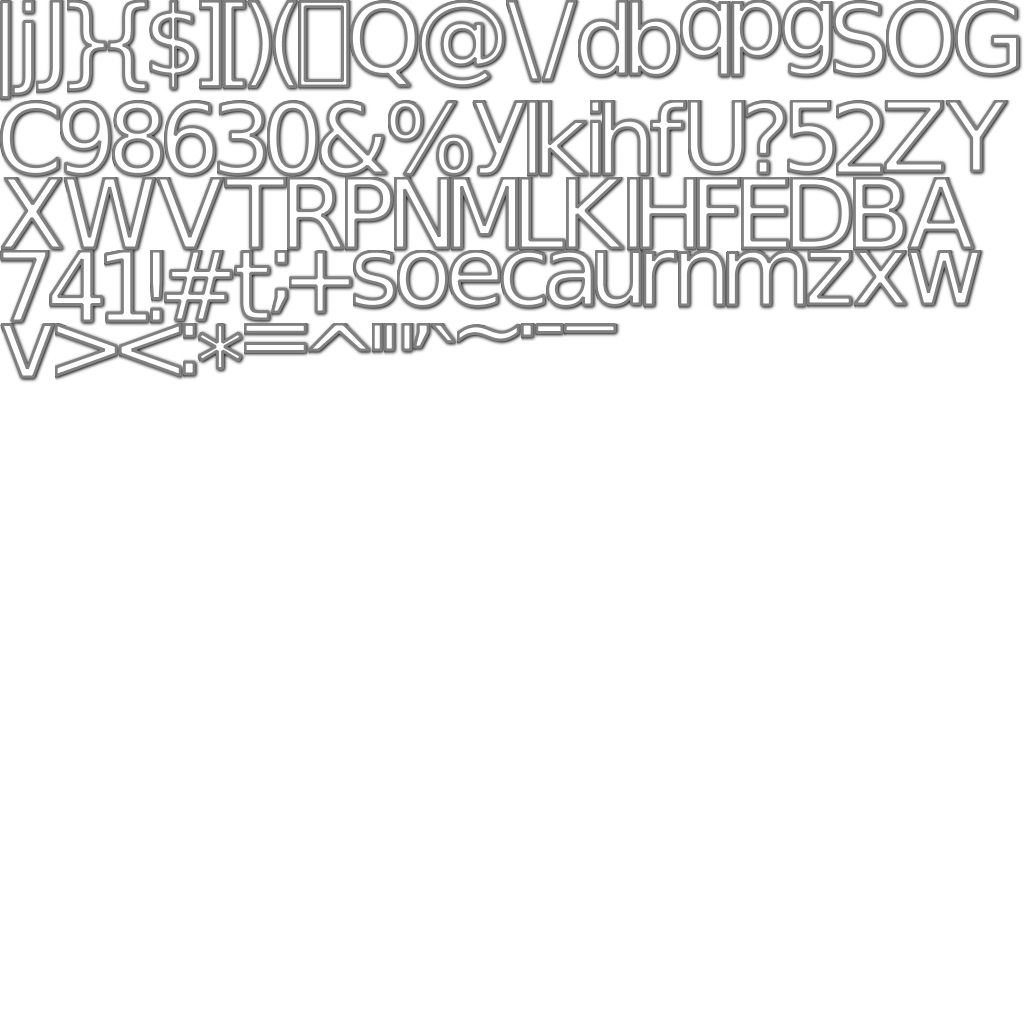 |jJ}{$][)(□Q@\/dbqpgSOG
C98630&%ylkihfU?52ZY
XWVTRPNMLKIHFEDBA
741!#t;+soecaurnmzxw
v><:*=^"',`~.-_